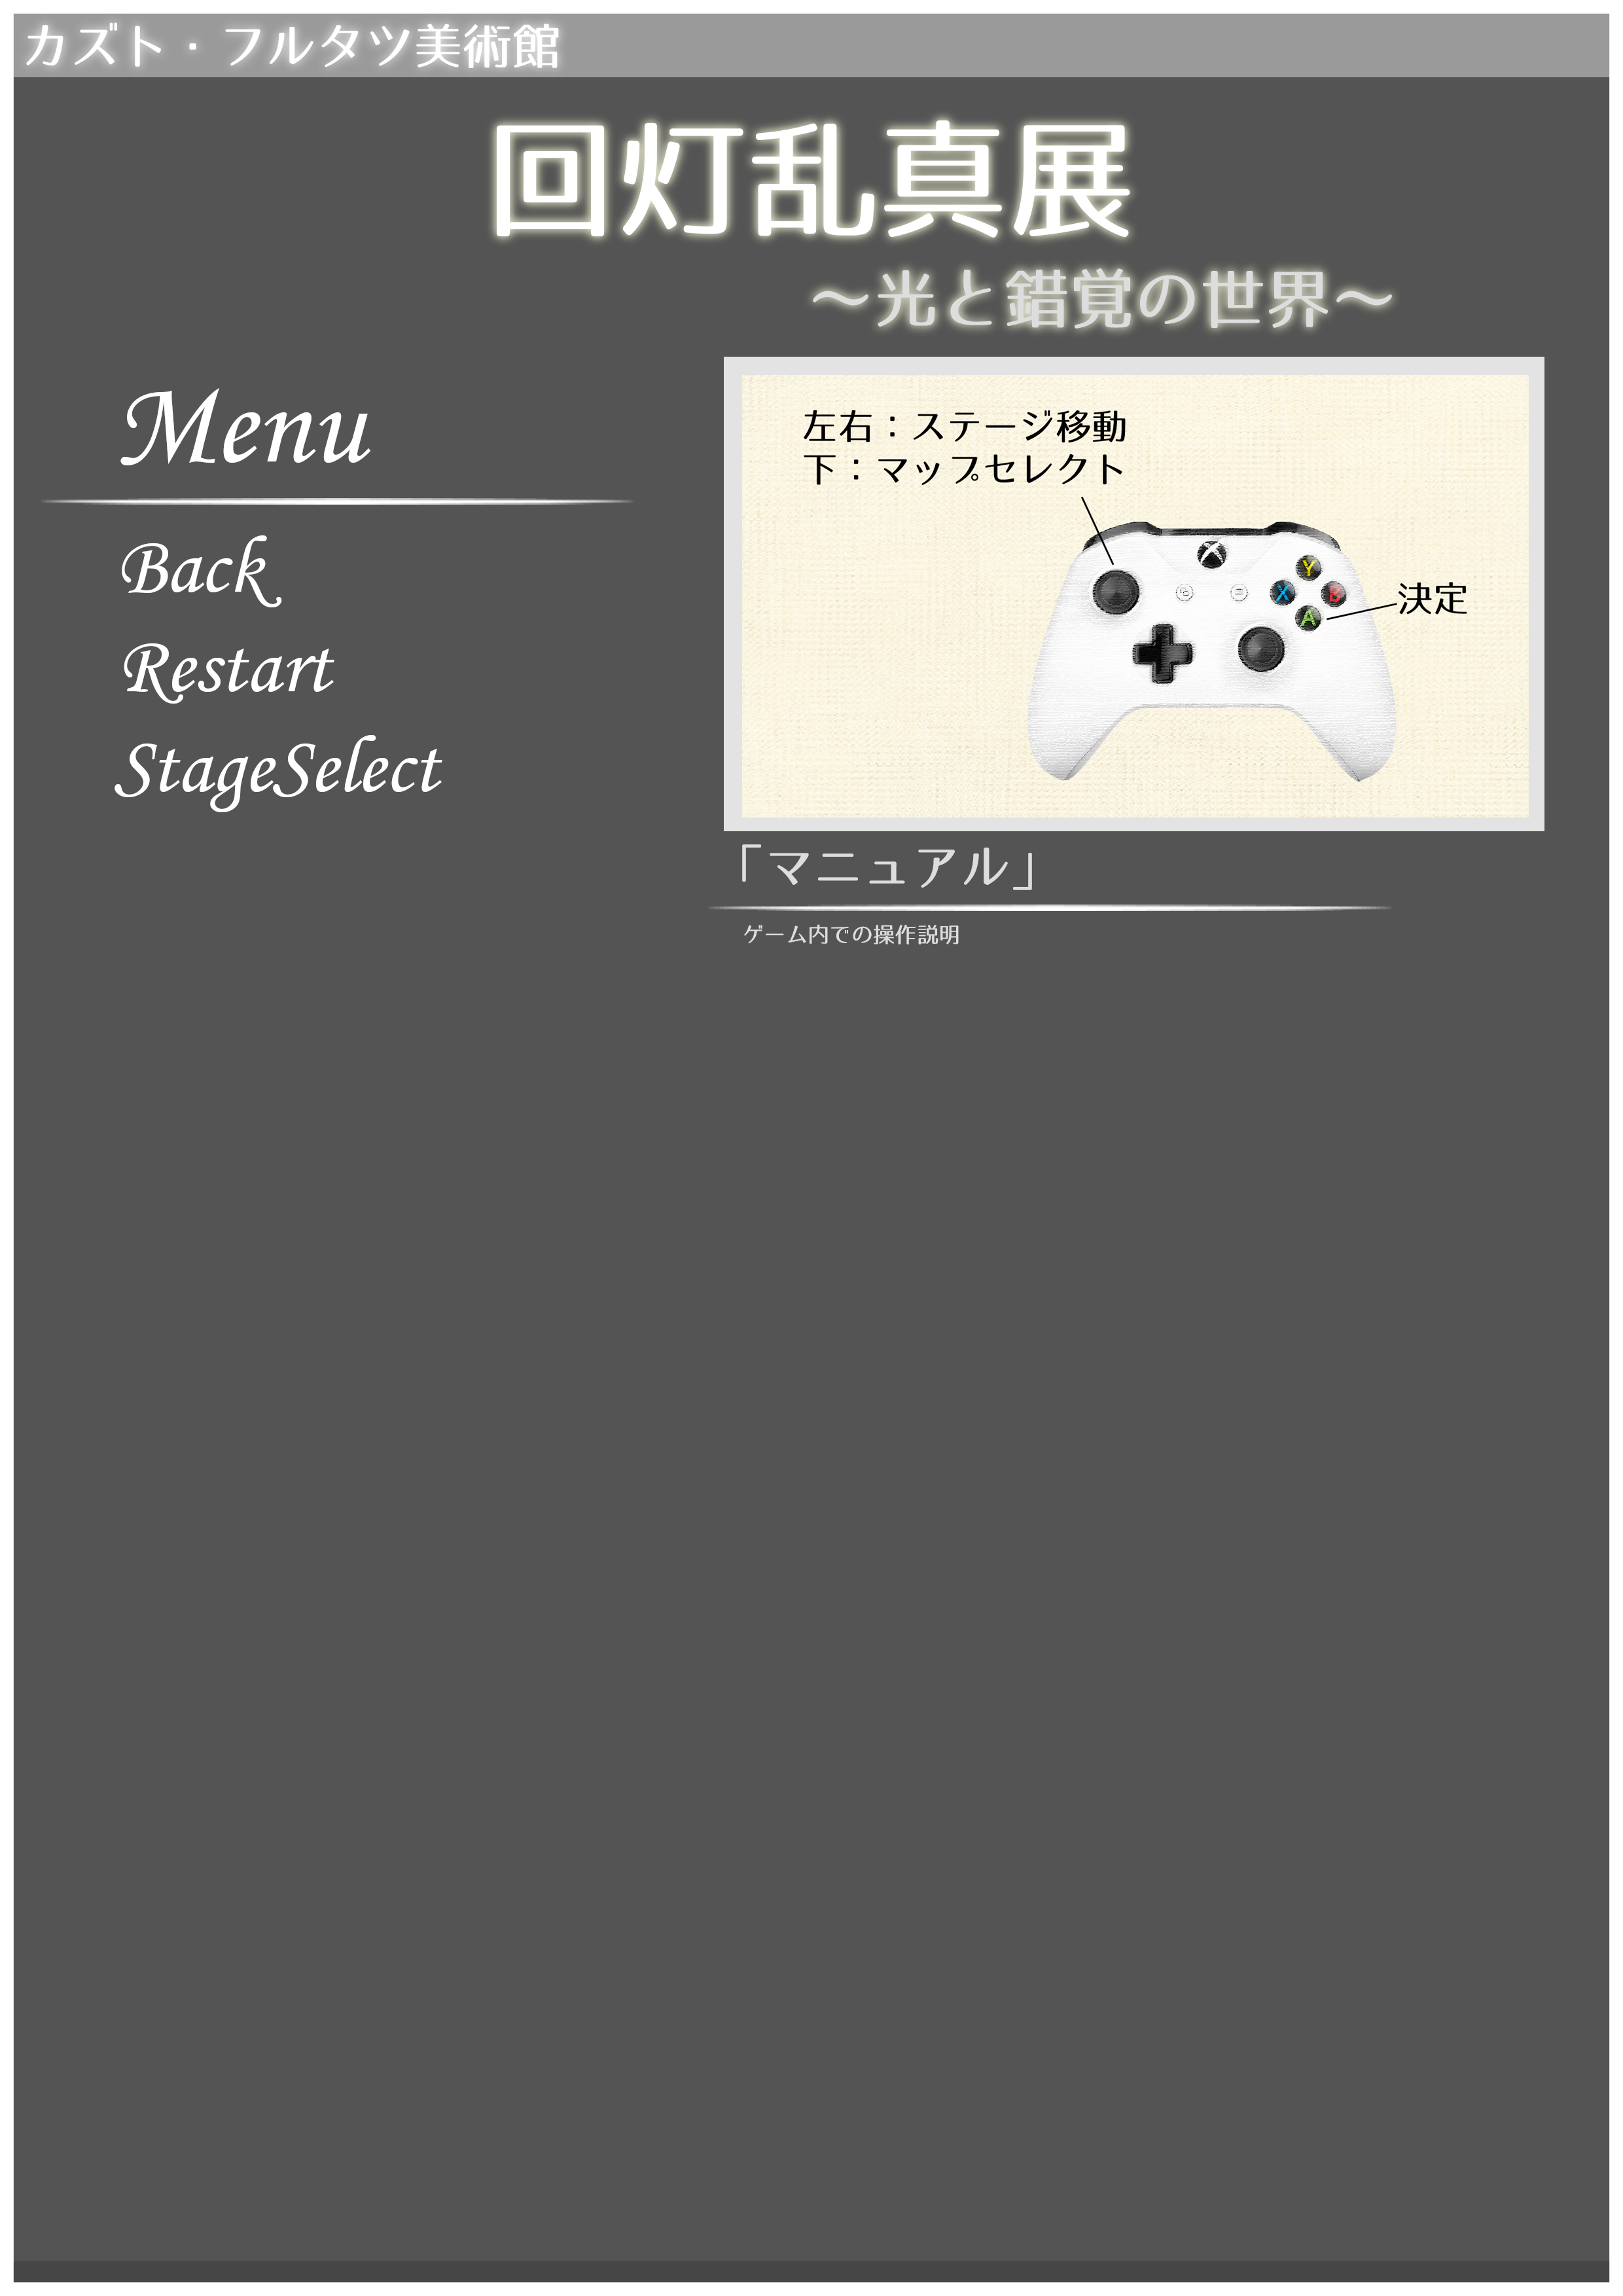 カズト・フルタツ美術館
回灯乱真展
～光と錯覚の世界～
Menu
Back
Restart
StageSelect
左右：ステージ移動
下：マップセレクト
Y
X
B
A
決定
「マニュアル」
ゲーム内での操作説明